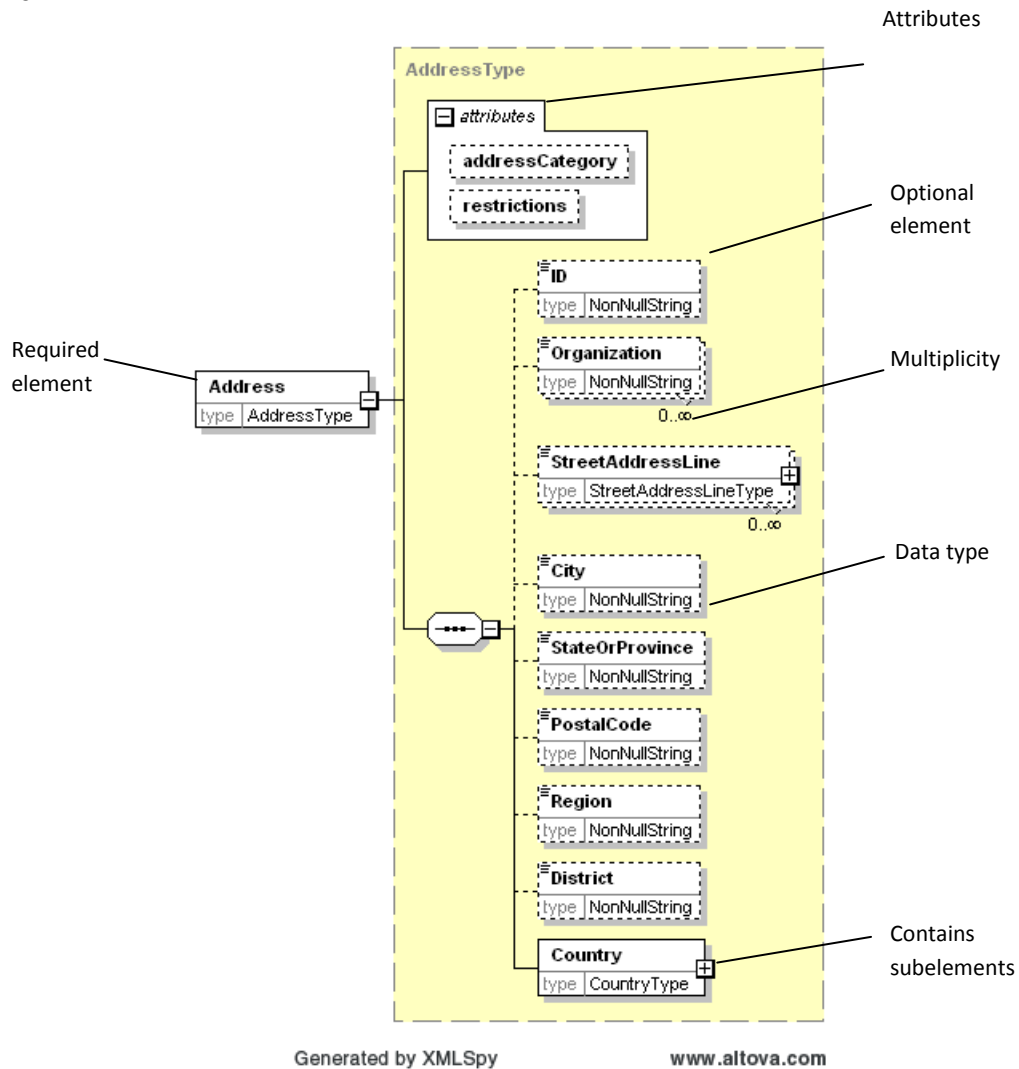 Attributes
AddressType
attributes
addressCategory
restrictions
Optional
element
ID
type NonNullString
Required
element
Organization
type NonNullString
0..∞
Multiplicity
Address
type AddressType
StreetAddressLine
type StreetAddressLineType
0..∞
Data type
City
type NonNullString
StateOrProvince
type NonNullString
PostalCode
type NonNullString
Region
type NonNullString
District
type NonNullString
Contains
subelements
Country
type CountryType
Generated by XMLSpy www.altova.com